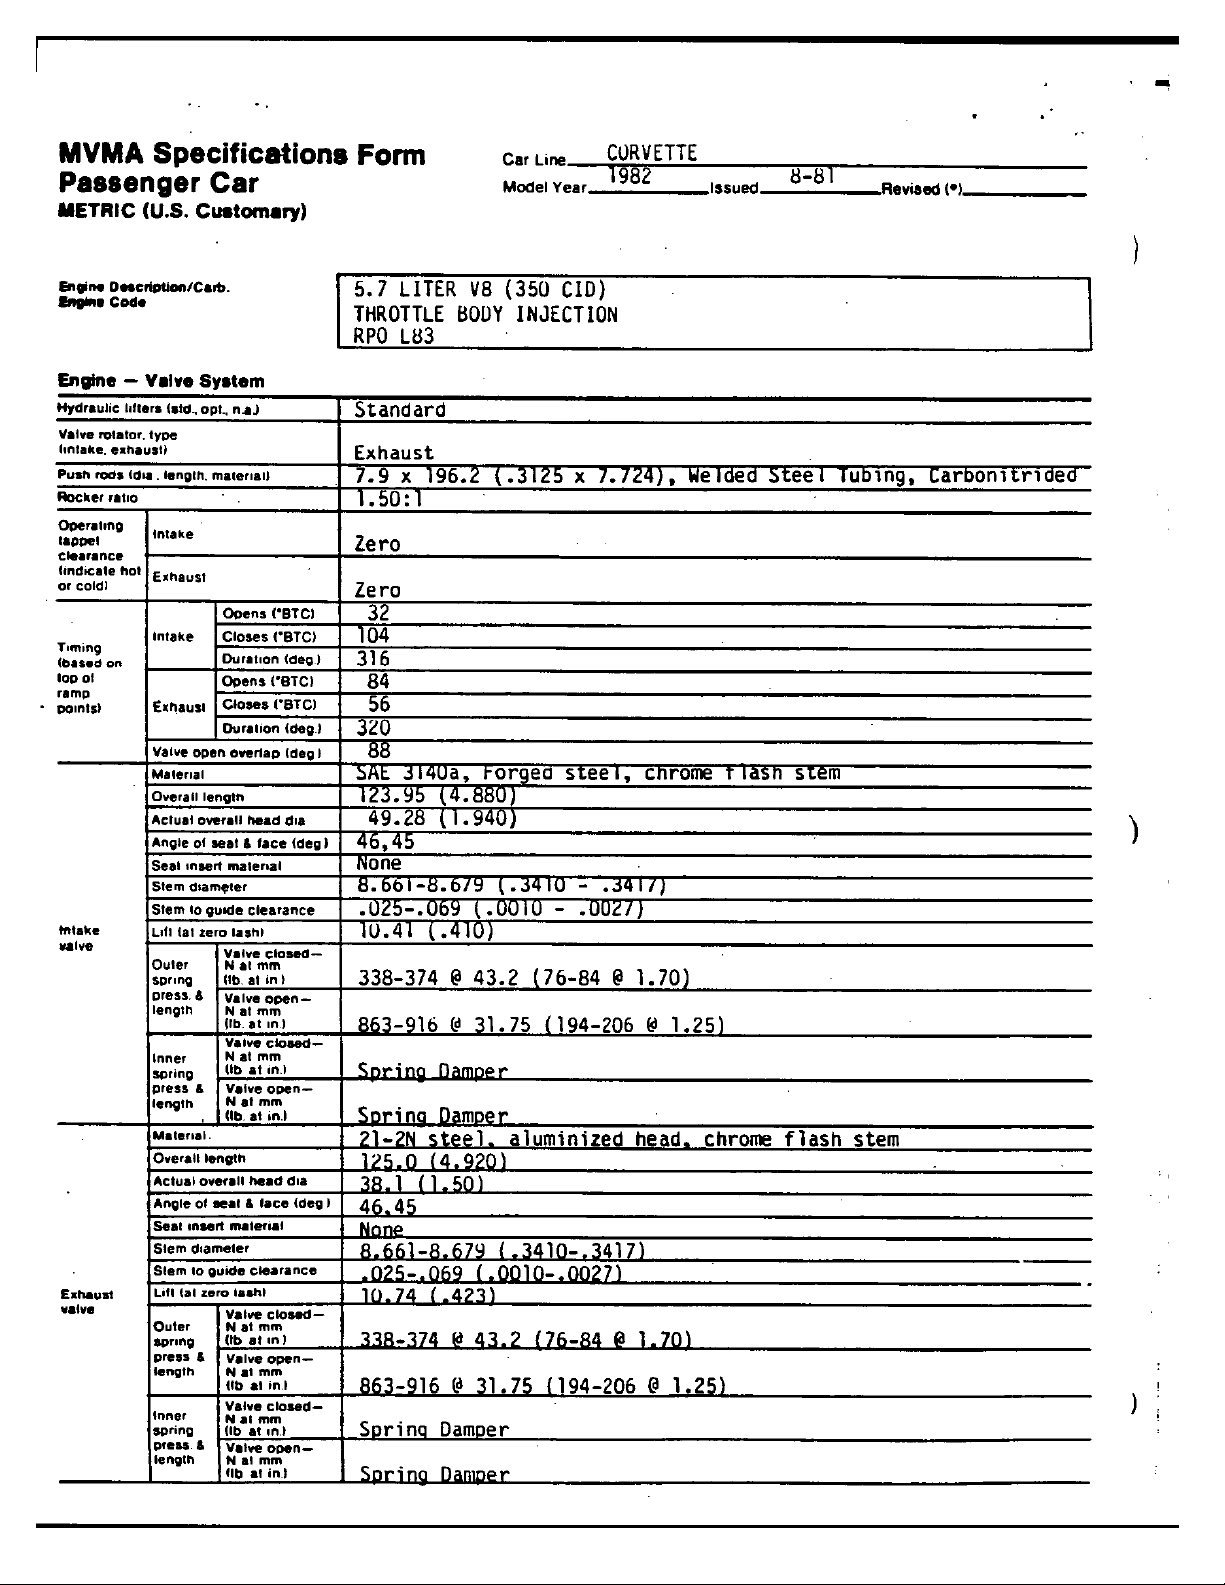 MVMA Specifications Form
Passenger Car
METRIC (U.S. Customary)
Car Line CORVETTE
Model Year 1982 Issued 8-81 Revised (•)
Engine Description/Carb.
Engine Code
5.7 LITER V8 (350 CID)
THROTTLE BODY INJECTION
RPO L83
Engine — Valve System
Hydraulic lifters (std., opt., n.a.) Standard
Valve rotator, type
(intake, exhaust) Exhaust
Push rods (dia., length, material) 7.9 x 196.2 (.3125 x 7.724), Welded Steel Tubing, Carbonitrided
Rocker ratio 1.50:1
Operating
tappet
clearance
(indicate hot
or cold)
Intake Zero
Exhaust Zero
Timing
(based on
top of
ramp
points)
Intake
Opens (°BTC) 32
Closes (°BTC) 104
Duration (deg.) 316
Exhaust
Opens (°BTC) 84
Closes (°BTC) 56
Duration (deg.) 320
Valve open overlap (deg) 88
Intake
valve
Material SAE 3140a, Forged steel, chrome flash stem
Overall length 123.95 (4.880)
Actual overall head dia 49.28 (1.940)
Angle of seat & face (deg) 46,45
Seat insert material None
Stem diameter 8.661-8.679 (.3410 - .3417)
Stem to guide clearance .025-.069 (.0010 - .0027)
Lift (at zero lash) 10.41 (.410)
Outer
spring
press. &
length
Valve closed—
N at mm
(lb. at in.) 338-374 @ 43.2 (76-84 @ 1.70)
Valve open—
N at mm
(lb. at in.) 863-916 @ 31.75 (194-206 @ 1.25)
Inner
spring
press &
length
Valve closed—
N at mm
(lb. at in.) Spring Damper
Valve open—
N at mm
(lb. at in.) Spring Damper
Exhaust
valve
Material. 21-2N steel, aluminized head, chrome flash stem
Overall length 125.0 (4.920)
Actual overall head dia 38.1 (1.50)
Angle of seat & face (deg) 46,45
Seat insert material None
Stem diameter 8.661-8.679 (.3410-.3417)
Stem to guide clearance .025-.069 (.0010-.0027)
Lift (at zero lash) 10.74 (.423)
Outer
spring
press &
length
Valve closed—
N at mm
(lb at in) 338-374 @ 43.2 (76-84 @ 1.70)
Valve open—
N at mm
(lb at in.) 863-916 @ 31.75 (194-206 @ 1.25)
Inner
spring
press. &
length
Valve closed—
N at mm
(lb at in.) Spring Damper
Valve open—
N at mm
(lb at in.) Spring Damper